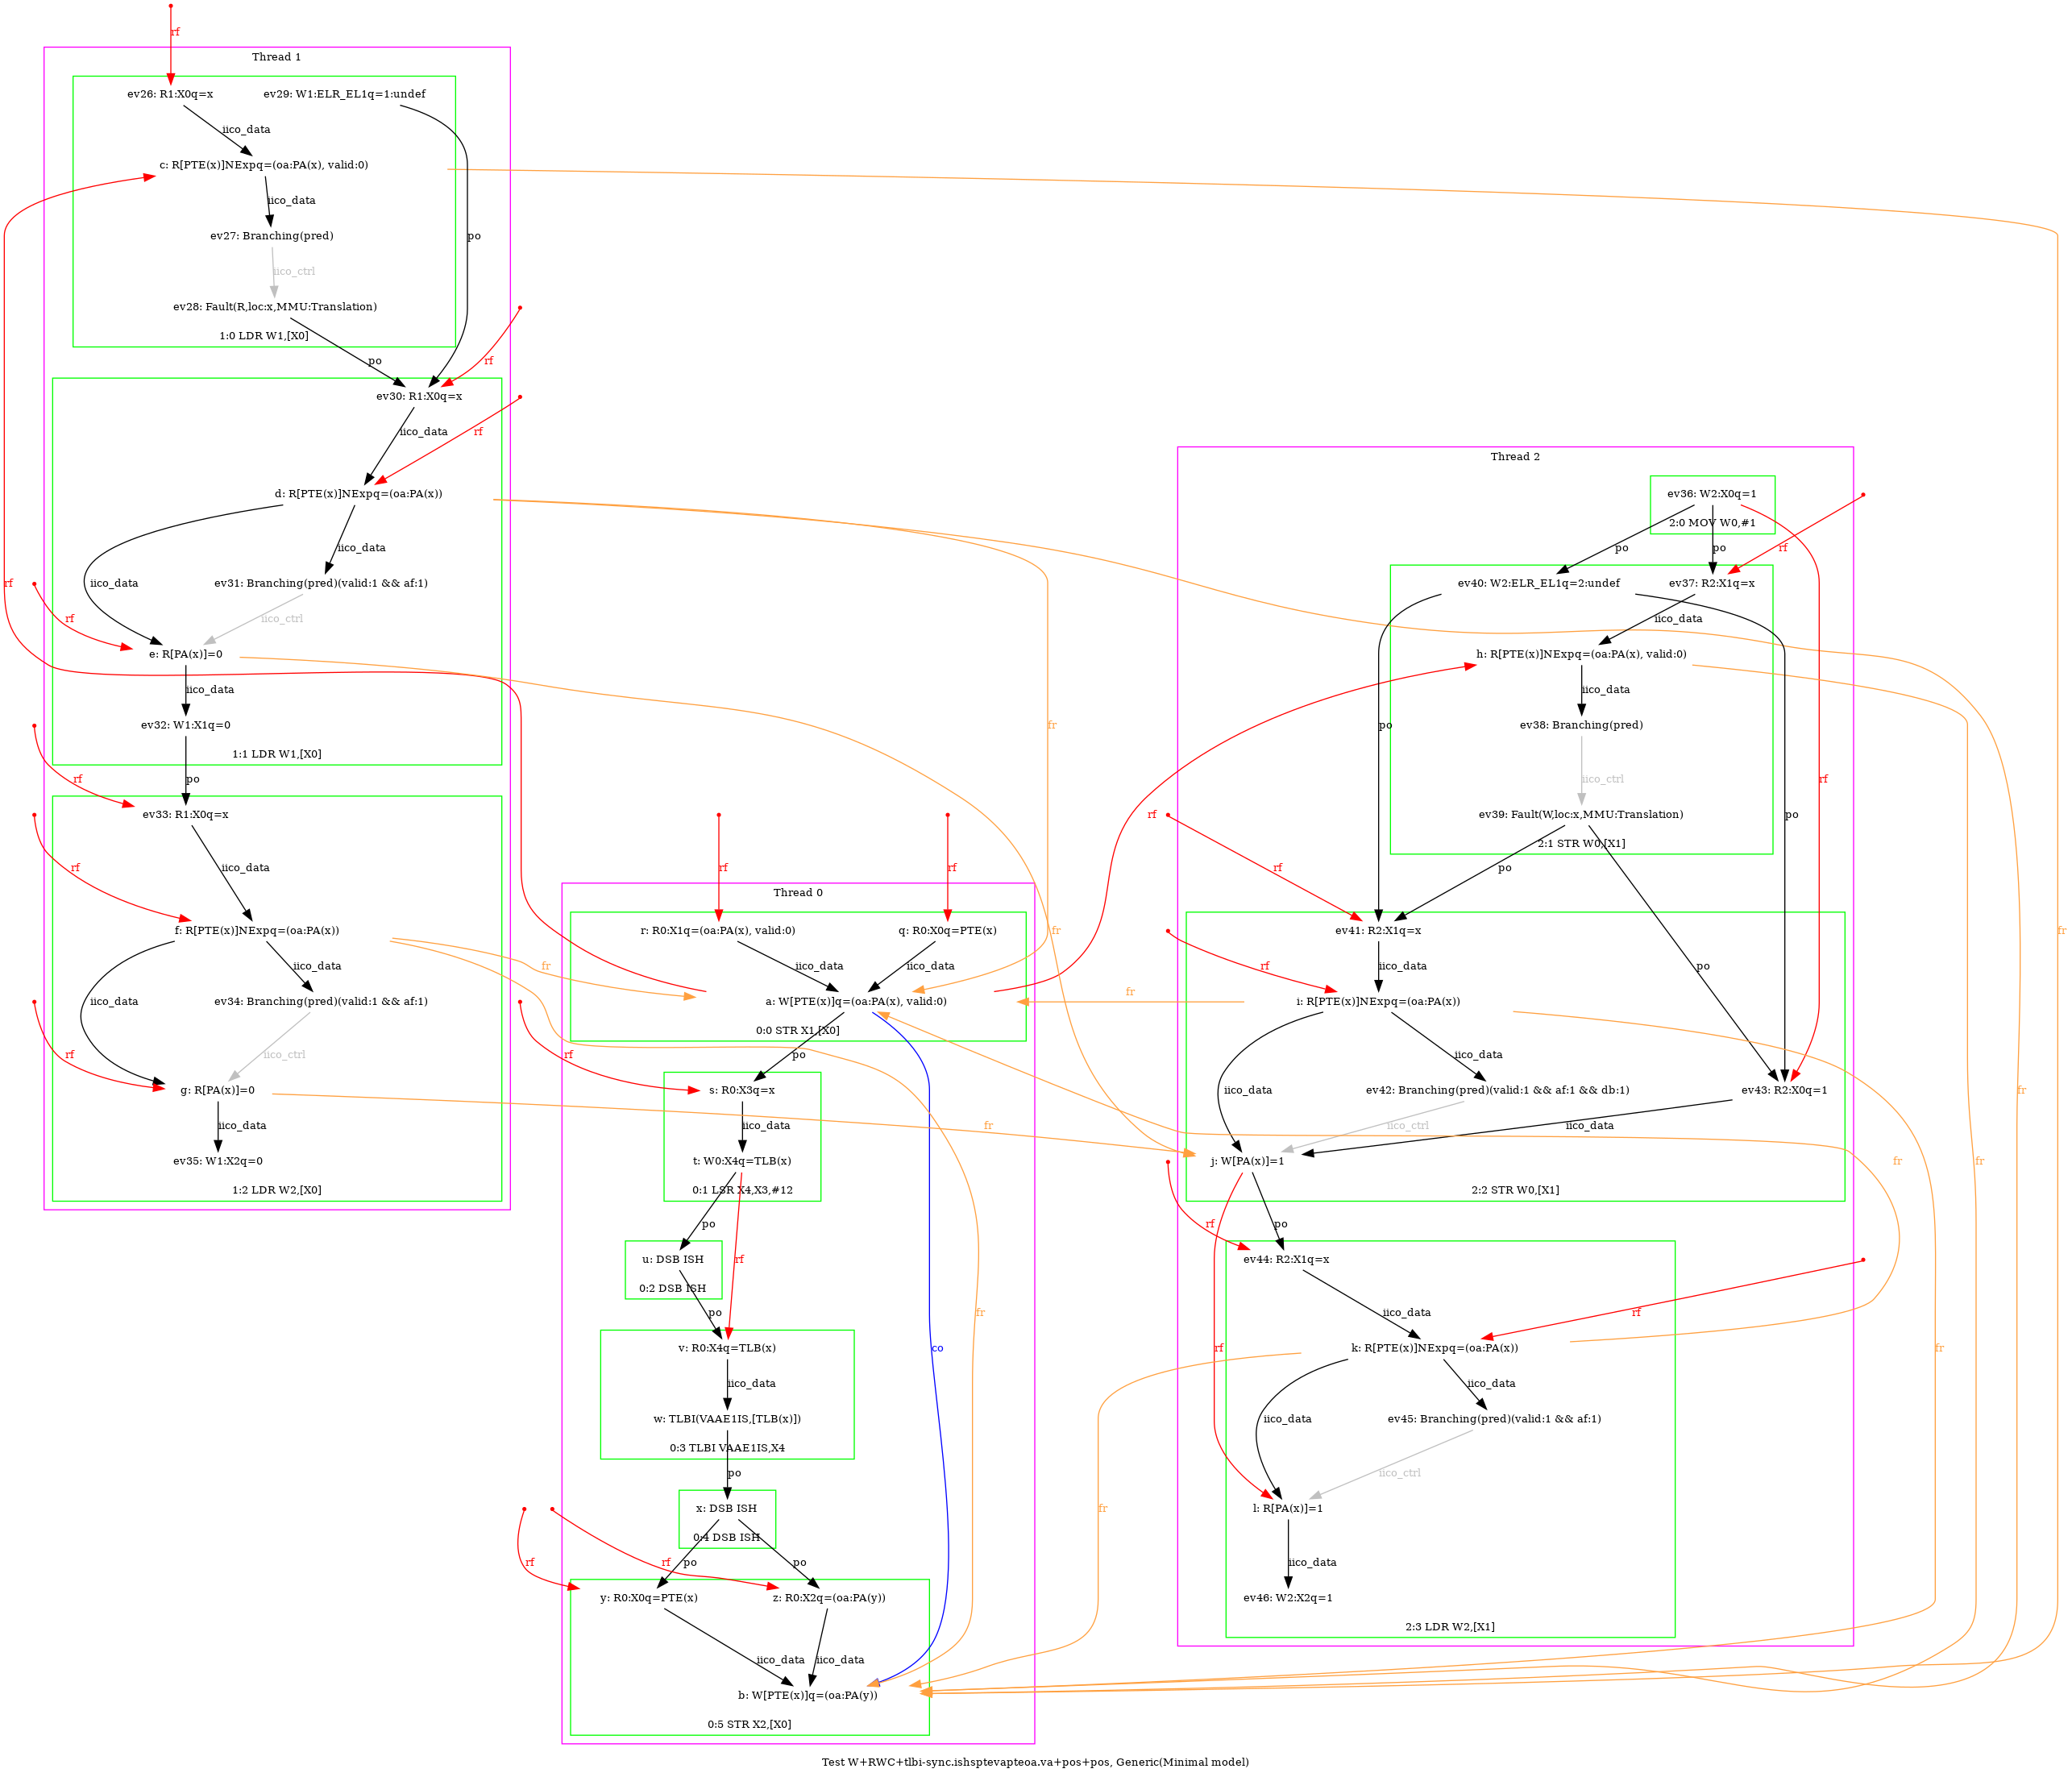 rf
Thread 1
ev26: R1:X0q=x
ev29: W1:ELR_EL1q=1:undef
iico_data
c: R[PTE(x)]NExpq=(oa:PA(x), valid:0)
iico_data
ev27: Branching(pred)
po
iico_ctrl
ev28: Fault(R,loc:x,MMU:Translation)
1:0 LDR W1,[X0]
po
rf
ev30: R1:X0q=x
iico_data
rf
d: R[PTE(x)]NExpq=(oa:PA(x))
iico_data
iico_data
rf
ev31: Branching(pred)(valid:1 && af:1)
rf
iico_ctrl
e: R[PA(x)]=0
iico_data
ev32: W1:X1q=0
1:1 LDR W1,[X0]
rf
po
ev33: R1:X0q=x
rf
iico_data
f: R[PTE(x)]NExpq=(oa:PA(x))
fr
iico_data
iico_data
ev34: Branching(pred)(valid:1 && af:1)
rf
iico_ctrl
g: R[PA(x)]=0
iico_data
ev35: W1:X2q=0
1:2 LDR W2,[X0]
Thread 0
rf
rf
r: R0:X1q=(oa:PA(x), valid:0)
q: R0:X0q=PTE(x)
iico_data
iico_data
a: W[PTE(x)]q=(oa:PA(x), valid:0)
0:0 STR X1,[X0]
rf
po
s: R0:X3q=x
iico_data
t: W0:X4q=TLB(x)
0:1 LSR X4,X3,#12
po
u: DSB ISH
0:2 DSB ISH
rf
po
v: R0:X4q=TLB(x)
co
iico_data
w: TLBI(VAAE1IS,[TLB(x)])
0:3 TLBI VAAE1IS,X4
po
x: DSB ISH
0:4 DSB ISH
rf
rf
po
po
y: R0:X0q=PTE(x)
z: R0:X2q=(oa:PA(y))
iico_data
iico_data
b: W[PTE(x)]q=(oa:PA(y))
0:5 STR X2,[X0]
fr
fr
fr
fr
fr
Thread 2
ev36: W2:X0q=1
2:0 MOV W0,#1
po
po
rf
ev40: W2:ELR_EL1q=2:undef
ev37: R2:X1q=x
iico_data
h: R[PTE(x)]NExpq=(oa:PA(x), valid:0)
iico_data
po
ev38: Branching(pred)
rf
iico_ctrl
rf
po
ev39: Fault(W,loc:x,MMU:Translation)
2:1 STR W0,[X1]
rf
po
ev41: R2:X1q=x
rf
iico_data
po
fr
i: R[PTE(x)]NExpq=(oa:PA(x))
iico_data
iico_data
ev42: Branching(pred)(valid:1 && af:1 && db:1)
ev43: R2:X0q=1
iico_ctrl
iico_data
j: W[PA(x)]=1
2:2 STR W0,[X1]
rf
po
ev44: R2:X1q=x
iico_data
rf
rf
k: R[PTE(x)]NExpq=(oa:PA(x))
iico_data
iico_data
ev45: Branching(pred)(valid:1 && af:1)
iico_ctrl
l: R[PA(x)]=1
iico_data
ev46: W2:X2q=1
2:3 LDR W2,[X1]
fr
fr
fr
fr
fr
fr
Test W+RWC+tlbi-sync.ishsptevapteoa.va+pos+pos, Generic(Minimal model)